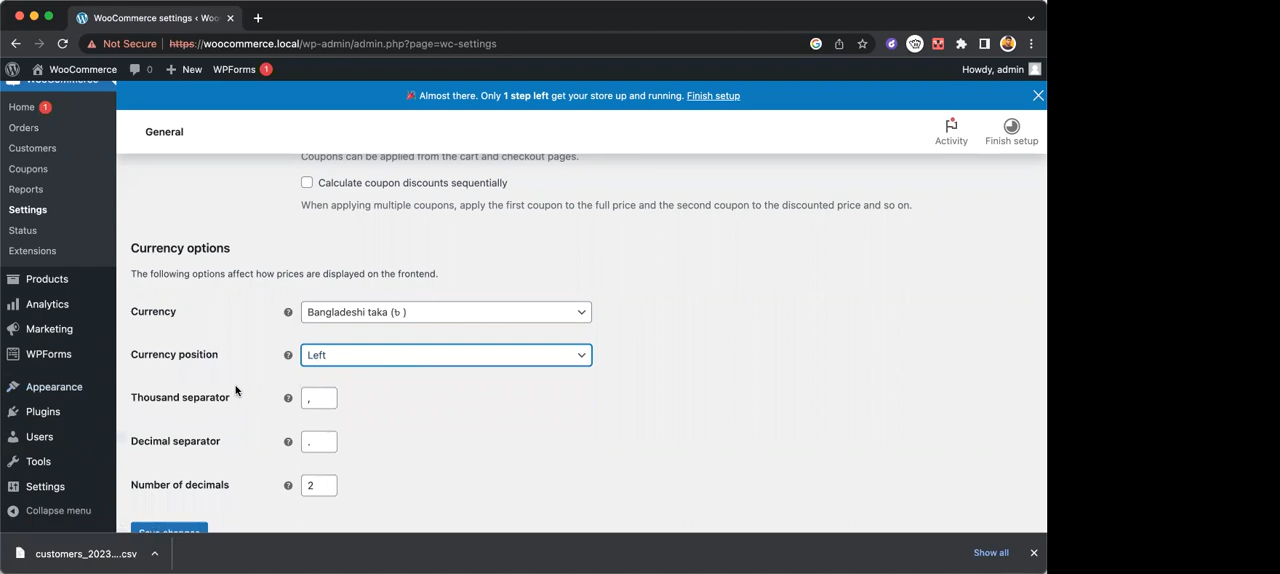 WooCommerce settings ‹ Woo
Not Secure https://woocommerce.local/wp-admin/admin.php?page=wc-settings
WooCommerce 0 New WPForms 1 Howdy, admin
WooCommerce
🎉 Almost there. Only 1 step left get your store up and running. Finish setup
Home 1
Orders
Customers
Coupons
Reports
Settings
Status
Extensions
Products
Analytics
Marketing
WPForms
Appearance
Plugins
Users
Tools
Settings
Collapse menu
General
Activity
Finish setup
Coupons can be applied from the cart and checkout pages.
Calculate coupon discounts sequentially
When applying multiple coupons, apply the first coupon to the full price and the second coupon to the discounted price and so on.
Currency options
The following options affect how prices are displayed on the frontend.
Currency Bangladeshi taka (৳ )
Currency position Left
Thousand separator ,
Decimal separator .
Number of decimals 2
Save changes
customers_2023....csv
Show all